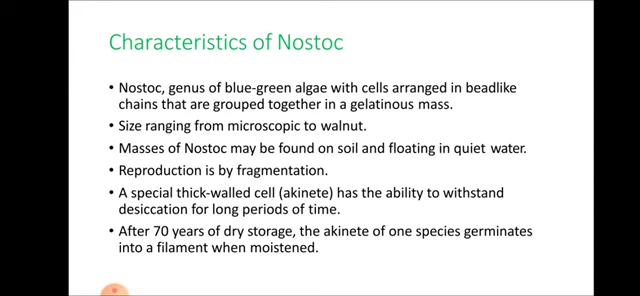 Characteristics of Nostoc
• Nostoc, genus of blue-green algae with cells arranged in beadlike
chains that are grouped together in a gelatinous mass.
• Size ranging from microscopic to walnut.
• Masses of Nostoc may be found on soil and floating in quiet water.
• Reproduction is by fragmentation.
• A special thick-walled cell (akinete) has the ability to withstand
desiccation for long periods of time.
• After 70 years of dry storage, the akinete of one species germinates
into a filament when moistened.